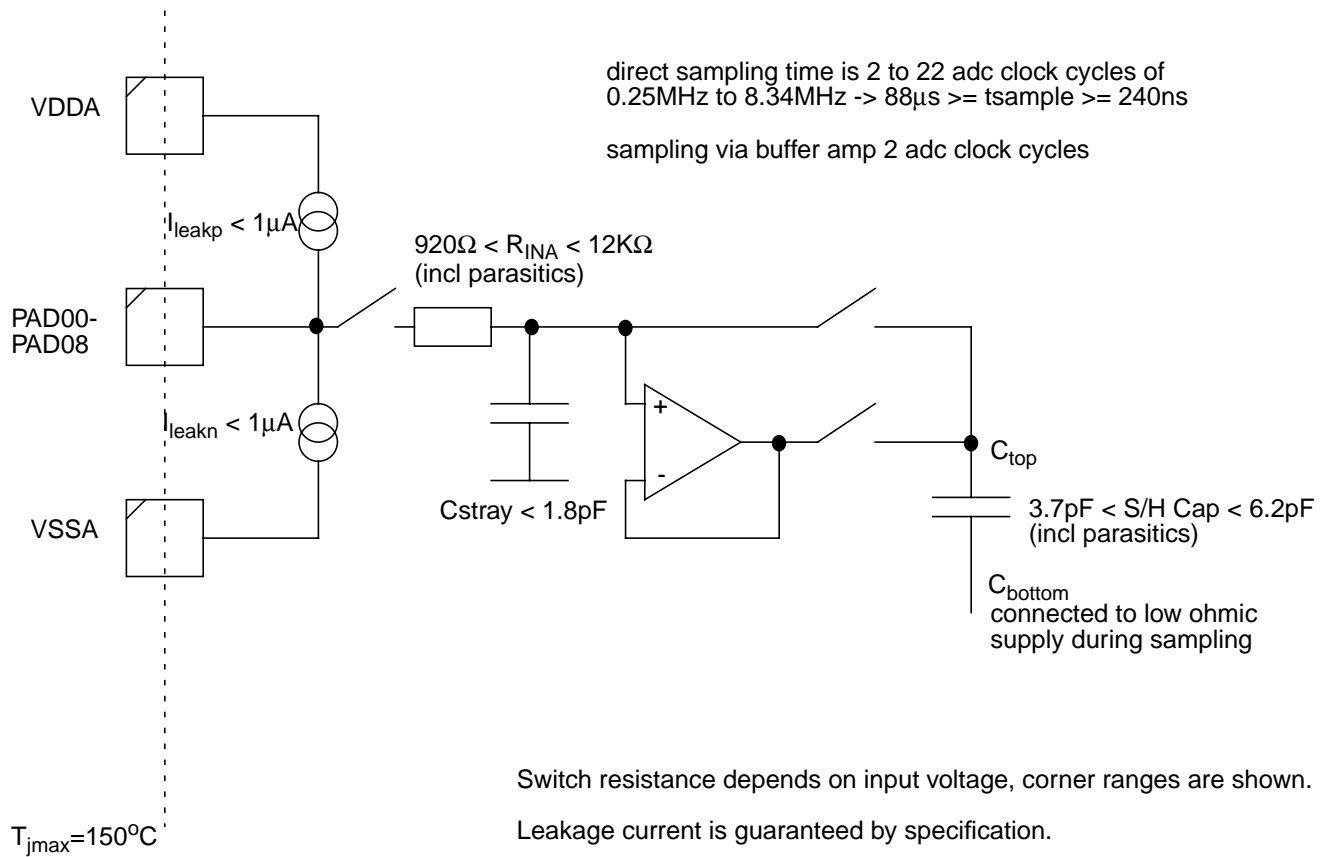 direct sampling time is 2 to 22 adc clock cycles of
0.25MHz to 8.34MHz -> 88μs >= tsample >= 240ns
sampling via buffer amp 2 adc clock cycles
VDDA
Ileakp < 1μA
920Ω < RINA < 12KΩ
(incl parasitics)
PAD00-
PAD08
Ileakn < 1μA
+
-
Cstray < 1.8pF
Ctop
VSSA
3.7pF < S/H Cap < 6.2pF
(incl parasitics)
Cbottom
connected to low ohmic
supply during sampling
Switch resistance depends on input voltage, corner ranges are shown.
Leakage current is guaranteed by specification.
Tjmax=150°C